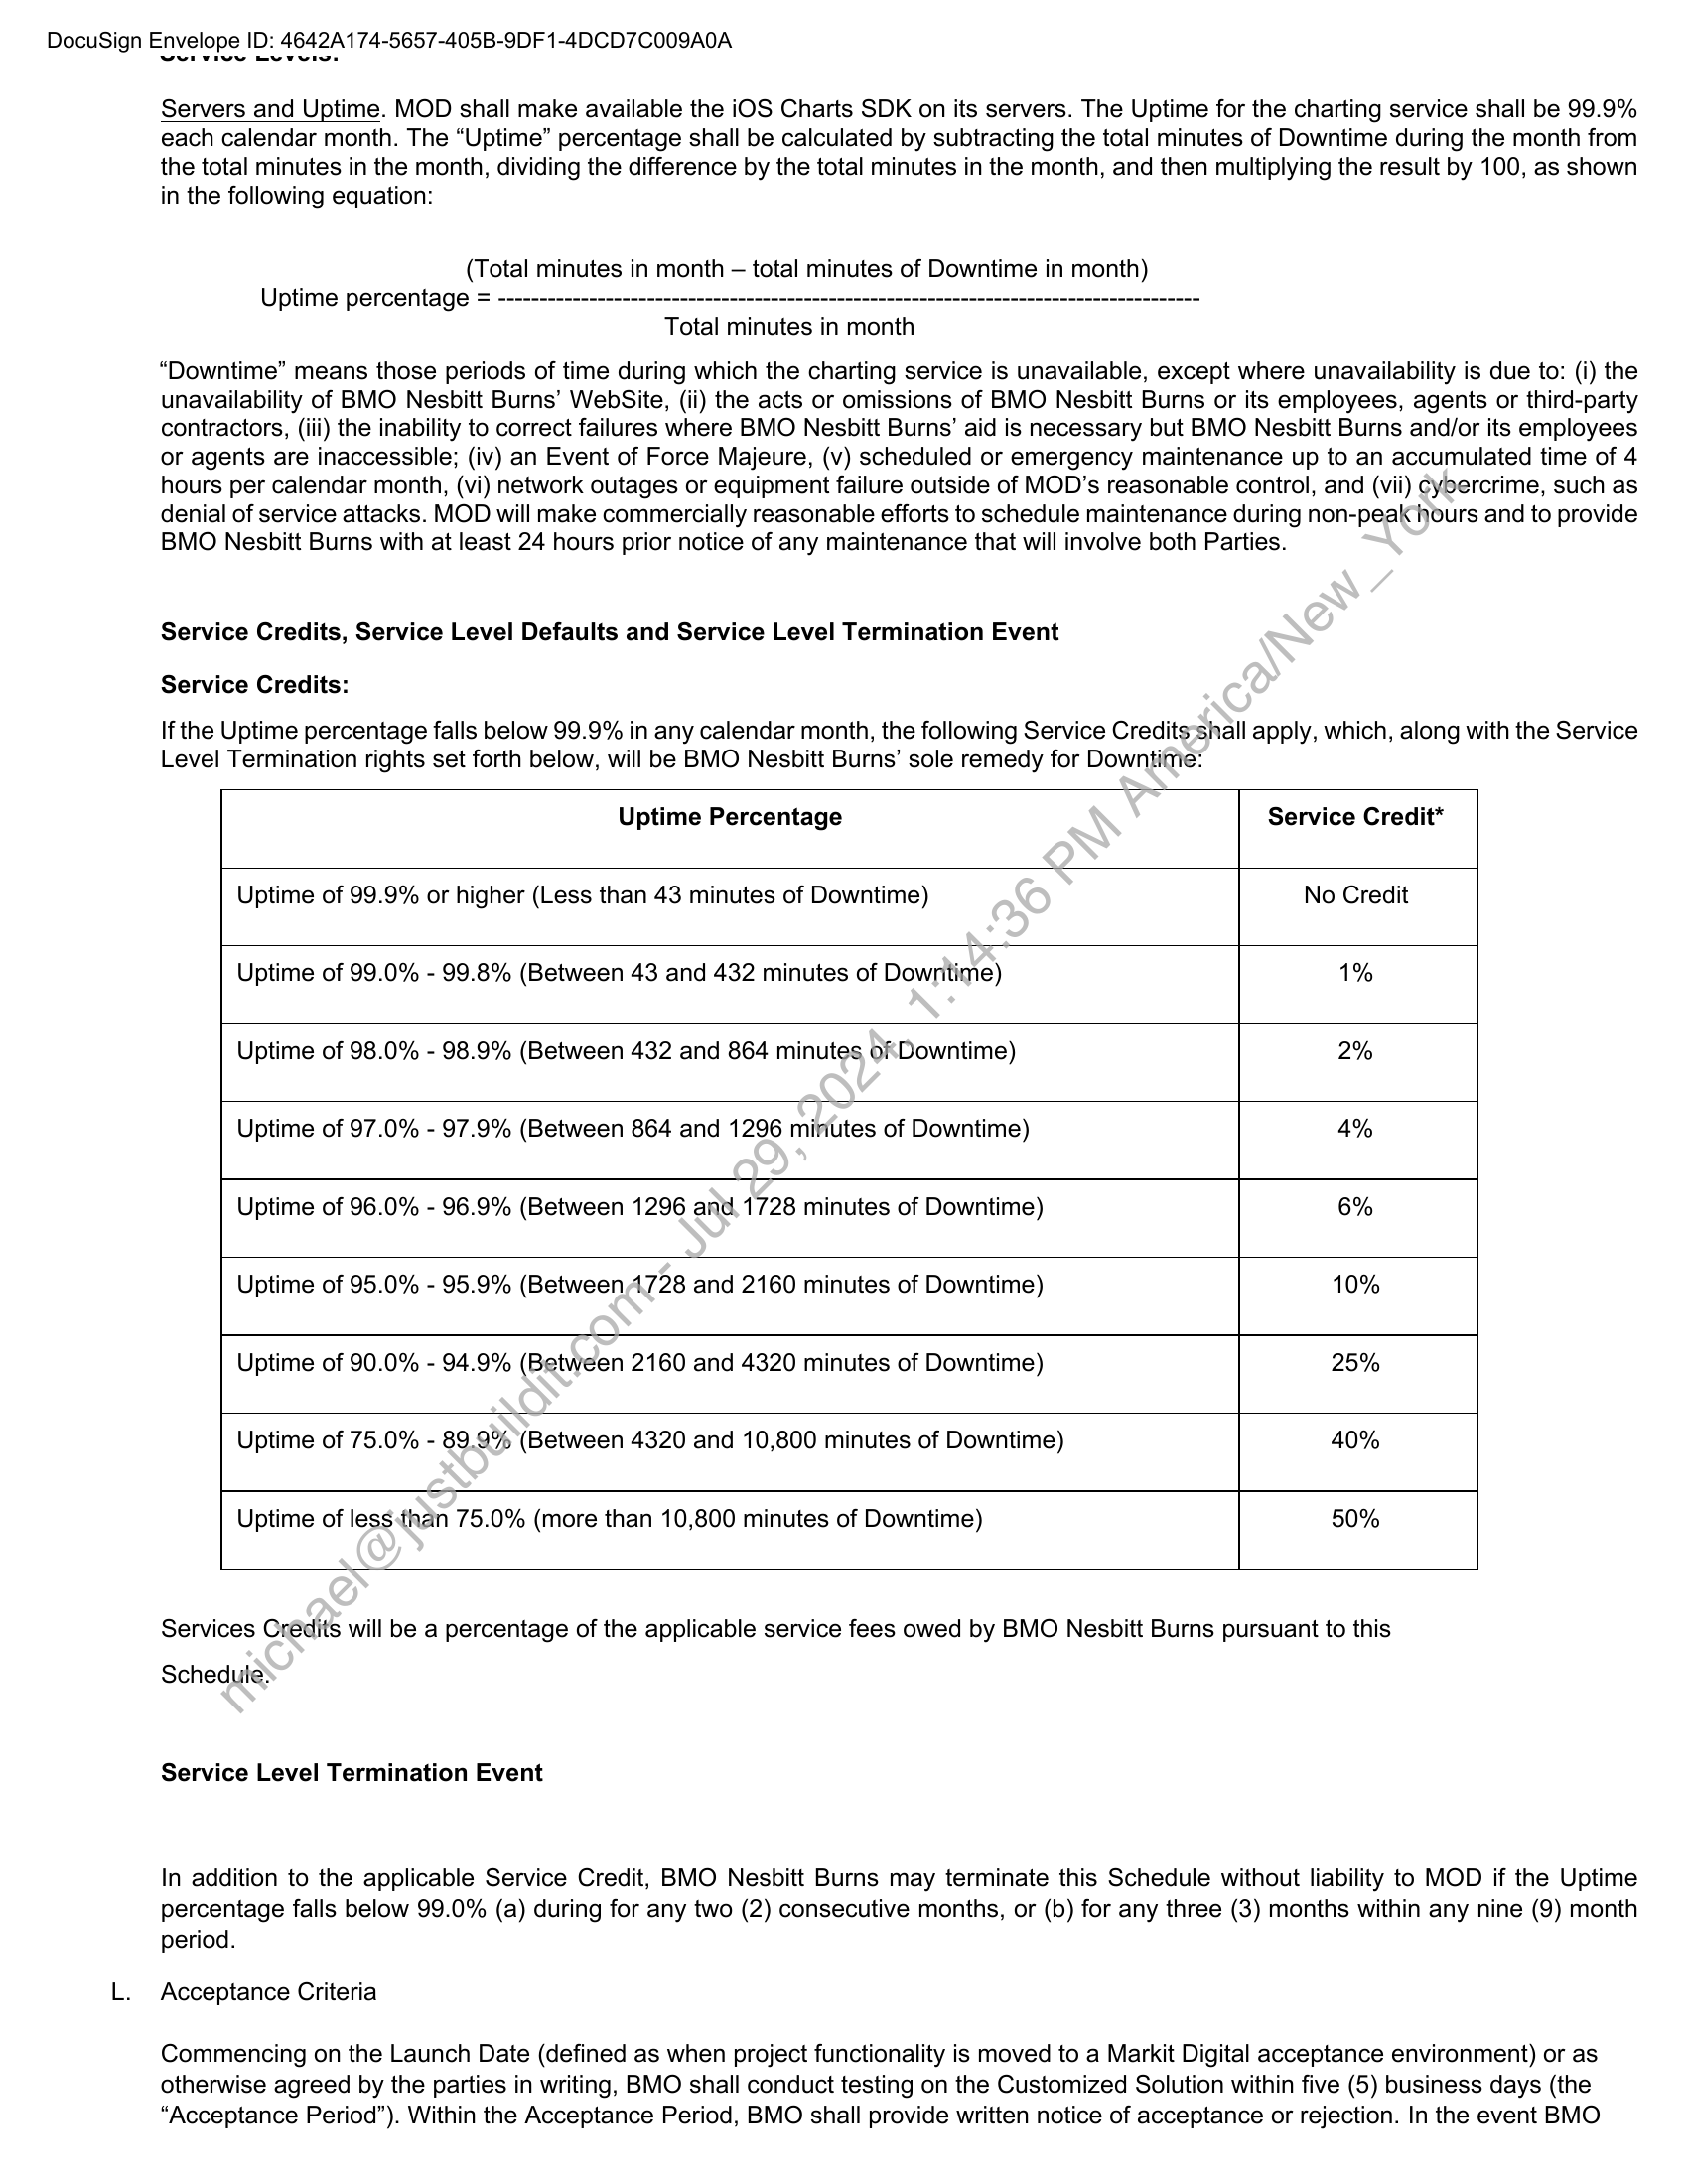 DocuSign Envelope ID: 4642A174-5657-405B-9DF1-4DCD7C009A0A
Service Levels:
Servers and Uptime. MOD shall make available the iOS Charts SDK on its servers. The Uptime for the charting service shall be 99.9%
each calendar month. The “Uptime” percentage shall be calculated by subtracting the total minutes of Downtime during the month from
the total minutes in the month, dividing the difference by the total minutes in the month, and then multiplying the result by 100, as shown
in the following equation:
(Total minutes in month – total minutes of Downtime in month)
Uptime percentage = -------------------------------------------------------------------------------------
Total minutes in month
“Downtime” means those periods of time during which the charting service is unavailable, except where unavailability is due to: (i) the
unavailability of BMO Nesbitt Burns’ WebSite, (ii) the acts or omissions of BMO Nesbitt Burns or its employees, agents or third-party
contractors, (iii) the inability to correct failures where BMO Nesbitt Burns’ aid is necessary but BMO Nesbitt Burns and/or its employees
or agents are inaccessible; (iv) an Event of Force Majeure, (v) scheduled or emergency maintenance up to an accumulated time of 4
hours per calendar month, (vi) network outages or equipment failure outside of MOD’s reasonable control, and (vii) cybercrime, such as
denial of service attacks. MOD will make commercially reasonable efforts to schedule maintenance during non-peak hours and to provide
BMO Nesbitt Burns with at least 24 hours prior notice of any maintenance that will involve both Parties.
Service Credits, Service Level Defaults and Service Level Termination Event
Service Credits:
If the Uptime percentage falls below 99.9% in any calendar month, the following Service Credits shall apply, which, along with the Service
Level Termination rights set forth below, will be BMO Nesbitt Burns’ sole remedy for Downtime:
Uptime Percentage Service Credit*
Uptime of 99.9% or higher (Less than 43 minutes of Downtime) No Credit
Uptime of 99.0% - 99.8% (Between 43 and 432 minutes of Downtime) 1%
Uptime of 98.0% - 98.9% (Between 432 and 864 minutes of Downtime) 2%
Uptime of 97.0% - 97.9% (Between 864 and 1296 minutes of Downtime) 4%
Uptime of 96.0% - 96.9% (Between 1296 and 1728 minutes of Downtime) 6%
Uptime of 95.0% - 95.9% (Between 1728 and 2160 minutes of Downtime) 10%
Uptime of 90.0% - 94.9% (Between 2160 and 4320 minutes of Downtime) 25%
Uptime of 75.0% - 89.9% (Between 4320 and 10,800 minutes of Downtime) 40%
Uptime of less than 75.0% (more than 10,800 minutes of Downtime) 50%
Services Credits will be a percentage of the applicable service fees owed by BMO Nesbitt Burns pursuant to this
Schedule.
Service Level Termination Event
In addition to the applicable Service Credit, BMO Nesbitt Burns may terminate this Schedule without liability to MOD if the Uptime
percentage falls below 99.0% (a) during for any two (2) consecutive months, or (b) for any three (3) months within any nine (9) month
period.
L. Acceptance Criteria
Commencing on the Launch Date (defined as when project functionality is moved to a Markit Digital acceptance environment) or as
otherwise agreed by the parties in writing, BMO shall conduct testing on the Customized Solution within five (5) business days (the
“Acceptance Period”). Within the Acceptance Period, BMO shall provide written notice of acceptance or rejection. In the event BMO
michael@justbuildit.com - Jul 29, 2024, 1:14:36 PM America/New_York